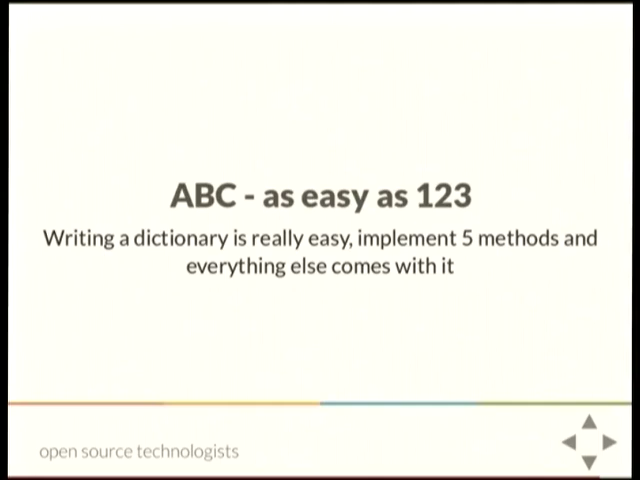 ABC - as easy as 123
Writing a dictionary is really easy, implement 5 methods and
everything else comes with it
open source technologists